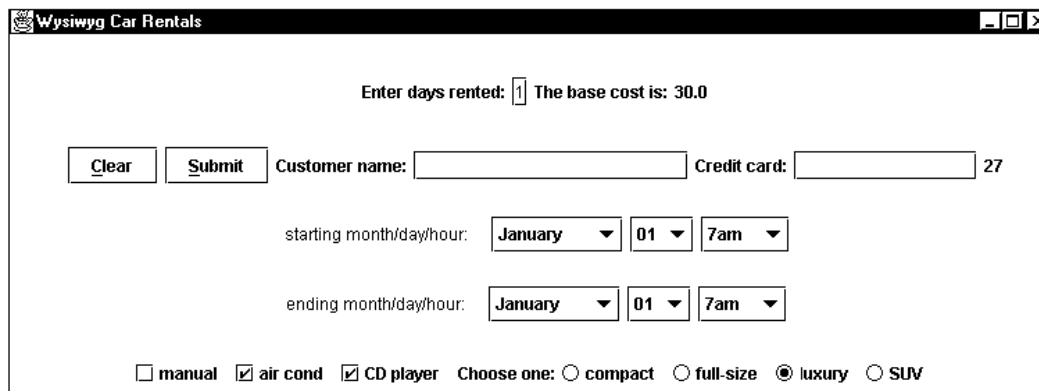 Wysiwyg Car Rentals
Enter days rented: 1 The base cost is: 30.0
Clear Submit Customer name: Credit card: 27
starting month/day/hour: January 01 7am
ending month/day/hour: January 01 7am
manual air cond CD player Choose one: compact full-size luxury SUV